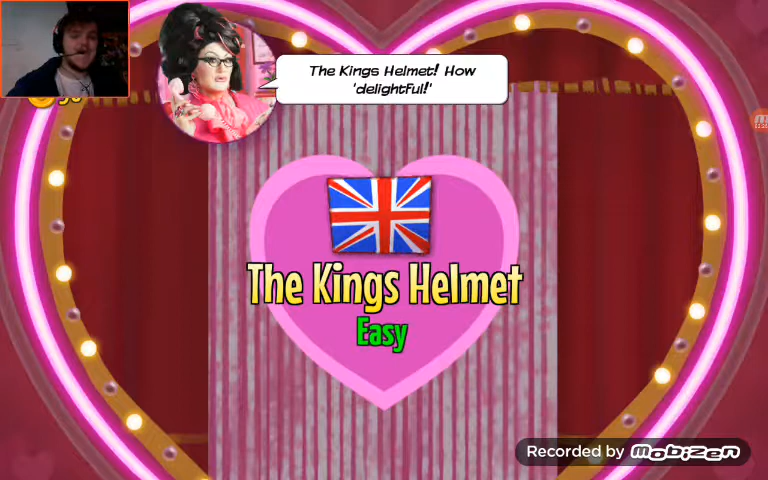 The Kings Helmet! How
'delightful!'
The Kings Helmet
Easy
Recorded by mobizen